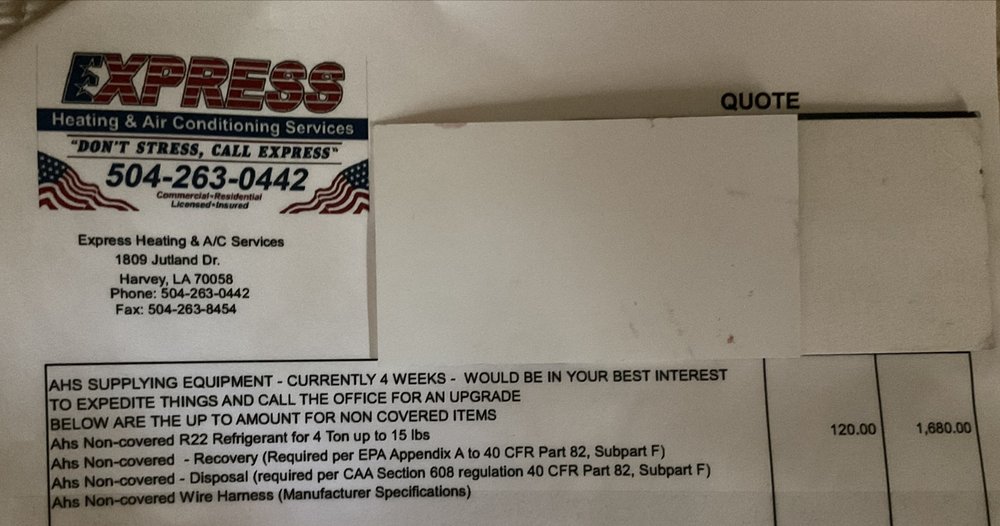 EXPRESS
Heating & Air Conditioning Services
"DON'T STRESS, CALL EXPRESS"
504-263-0442
Commercial-Residential
Licensed-Insured
QUOTE
Express Heating & A/C Services
1809 Jutland Dr.
Harvey, LA 70058
Phone: 504-263-0442
Fax: 504-263-8454
AHS SUPPLYING EQUIPMENT - CURRENTLY 4 WEEKS - WOULD BE IN YOUR BEST INTEREST
TO EXPEDITE THINGS AND CALL THE OFFICE FOR AN UPGRADE
BELOW ARE THE UP TO AMOUNT FOR NON COVERED ITEMS
Ahs Non-covered R22 Refrigerant for 4 Ton up to 15 lbs 120.00 1,680.00
Ahs Non-covered - Recovery (Required per EPA Appendix A to 40 CFR Part 82, Subpart F)
Ahs Non-covered - Disposal (required per CAA Section 608 regulation 40 CFR Part 82, Subpart F)
Ahs Non-covered Wire Harness (Manufacturer Specifications)